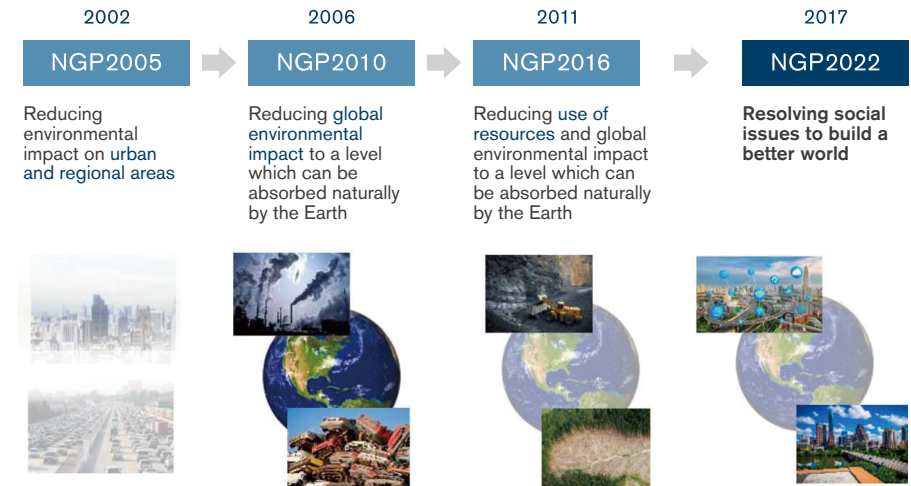 2002
NGP2005
Reducing
environmental
impact on urban
and regional areas
2006
NGP2010
Reducing global
environmental
impact to a level
which can be
absorbed naturally
by the Earth
2011
NGP2016
Reducing use of
resources and global
environmental impact
to a level which can
be absorbed naturally
by the Earth
2017
NGP2022
Resolving social
issues to build a
better world